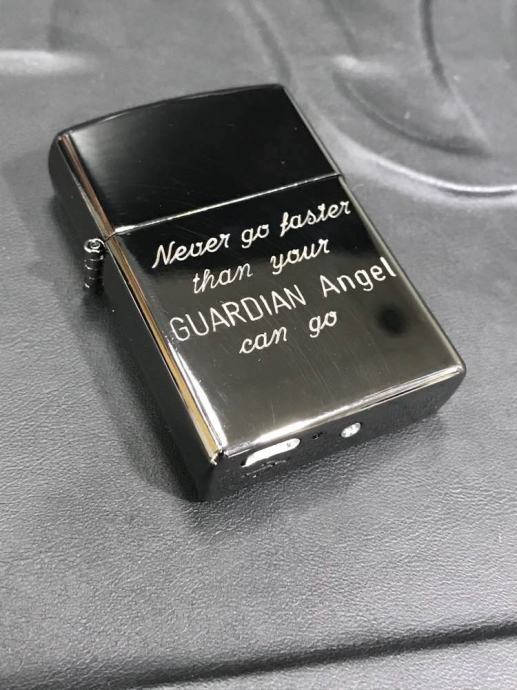 Never go faster
than your
GUARDIAN Angel
can go